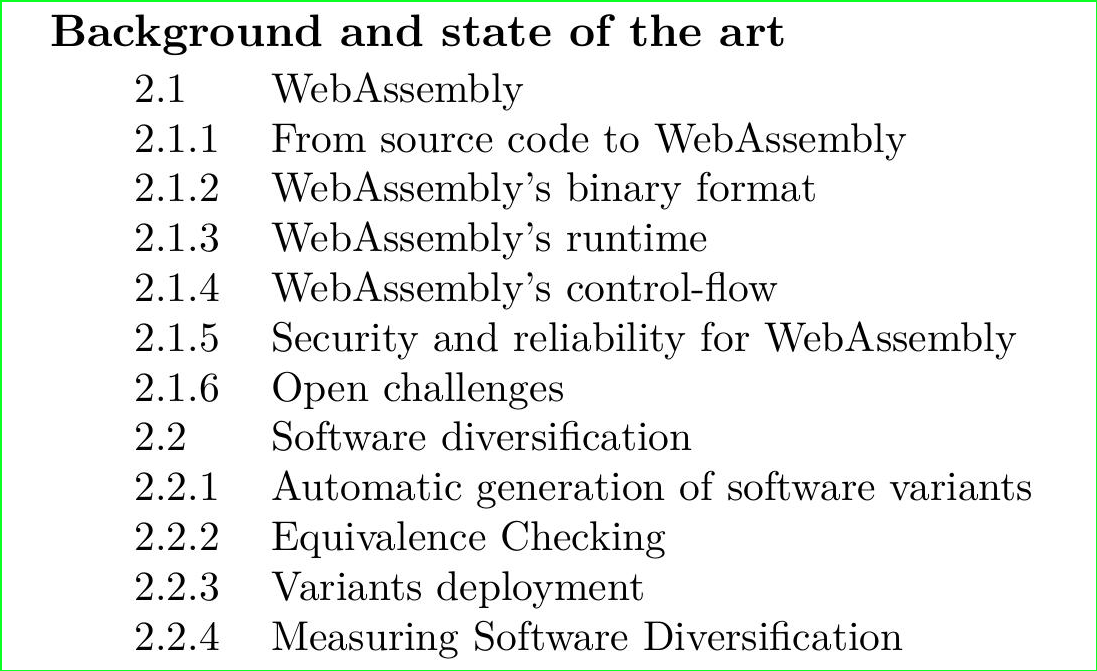 Background and state of the art
2.1 WebAssembly
2.1.1 From source code to WebAssembly
2.1.2 WebAssembly's binary format
2.1.3 WebAssembly's runtime
2.1.4 WebAssembly's control-flow
2.1.5 Security and reliability for WebAssembly
2.1.6 Open challenges
2.2 Software diversification
2.2.1 Automatic generation of software variants
2.2.2 Equivalence Checking
2.2.3 Variants deployment
2.2.4 Measuring Software Diversification